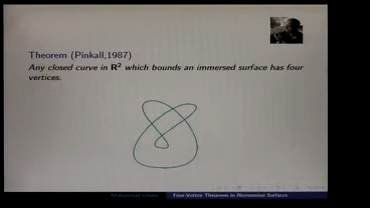 Theorem (Pinkall,1987)
Any closed curve in R² which bounds an immersed surface has four
vertices.
Four Vertex Theorem in Riemannian Surfaces